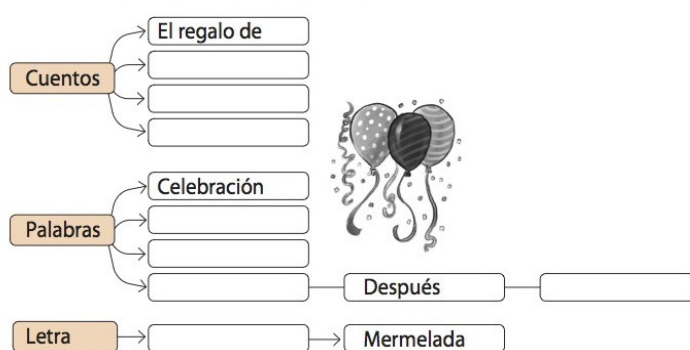 El regalo de
Cuentos
Celebración
Palabras
Después
Letra
Mermelada